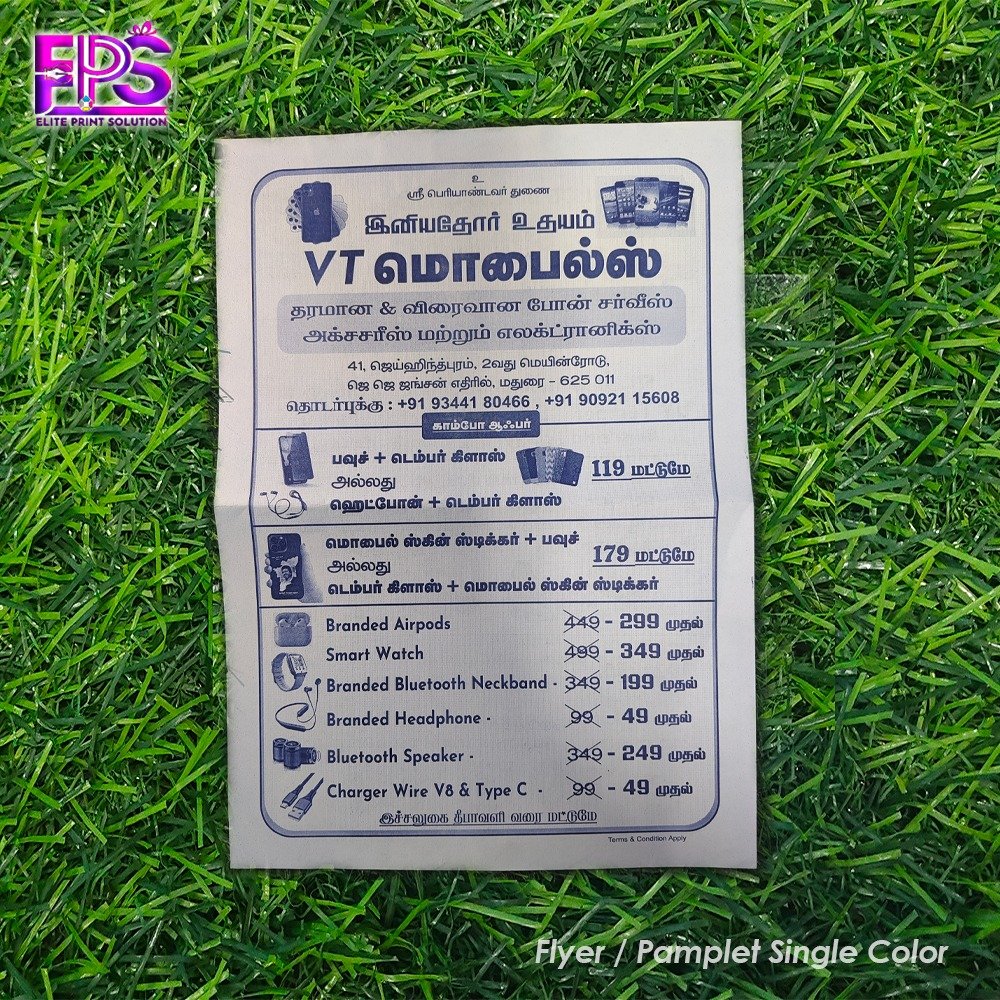 EPS
ELITE PRINT SOLUTION
உ
ஸ்ரீ பெரியாண்டவர் துணை
இனியதோர் உதயம்
VT மொபைல்ஸ்
தரமான & விரைவான போன் சர்வீஸ்
அக்சசரீஸ் மற்றும் எலக்ட்ரானிக்ஸ்
41, ஜெய்ஹிந்த்புரம், 2வது மெயின்ரோடு,
ஜெ ஜெ ஜங்சன் எதிரில், மதுரை - 625 011
தொடர்புக்கு : +91 93441 80466 , +91 90921 15608
காம்போ ஆஃபர்
பவுச் + டெம்பர் கிளாஸ்
அல்லது
ஹெட்போன் + டெம்பர் கிளாஸ்
119 மட்டுமே
மொபைல் ஸ்கின் ஸ்டிக்கர் + பவுச்
அல்லது
டெம்பர் கிளாஸ் + மொபைல் ஸ்கின் ஸ்டிக்கர்
179 மட்டுமே
Branded Airpods 449 - 299 முதல்
Smart Watch 499 - 349 முதல்
Branded Bluetooth Neckband - 349 - 199 முதல்
Branded Headphone - 99 - 49 முதல்
Bluetooth Speaker - 349 - 249 முதல்
Charger Wire V8 & Type C - 99 - 49 முதல்
இச்சலுகை தீபாவளி வரை மட்டுமே
Terms & Condition Apply
Flyer / Pamplet Single Color